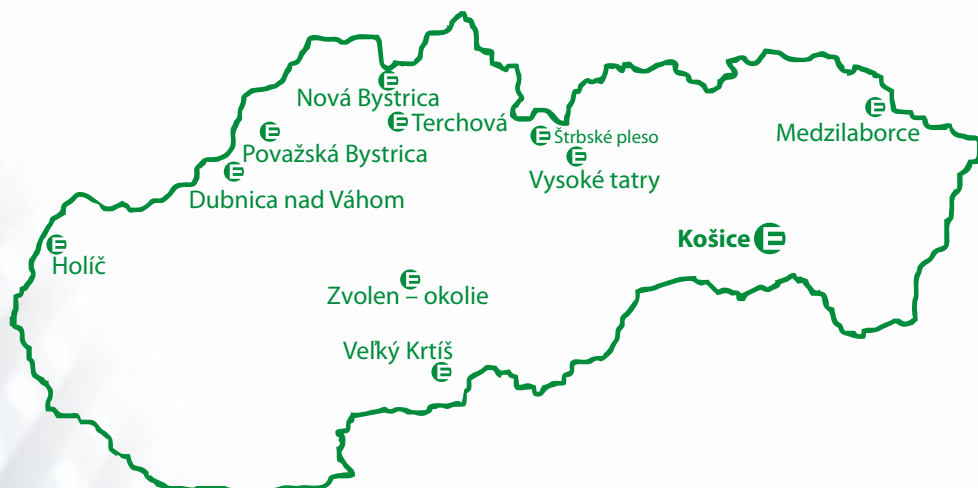 Nová Bystrica
Terchová
Štrbské pleso
Medzilaborce
Považská Bystrica
Vysoké tatry
Dubnica nad Váhom
Košice
Holíč
Zvolen – okolie
Veľký Krtíš